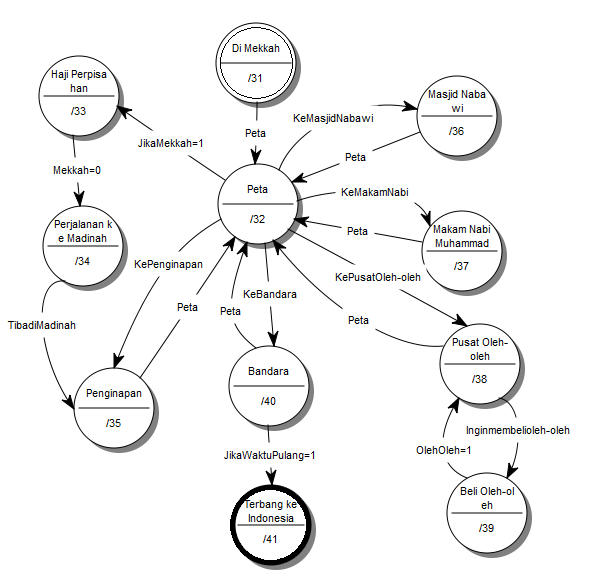 Di Mekkah
/31
Haji Perpisa
han
/33
Masjid Naba
wi
/36
KeMasjidNabawi
Peta
JikaMekkah=1
Peta
Mekkah=0
Peta
/32
KeMakamNabi
Perjalanan k
e Madinah
/34
Makam Nabi
Muhammad
/37
Peta
KePenginapan
KePusatOleh-oleh
KeBandara
Peta
Peta
Peta
TibadiMadinah
Pusat Oleh-
oleh
/38
Penginapan
/35
Bandara
/40
Inginmembelioleh-oleh
OlehOleh=1
JikaWaktuPulang=1
Beli Oleh-ol
eh
/39
Terbang ke
Indonesia
/41